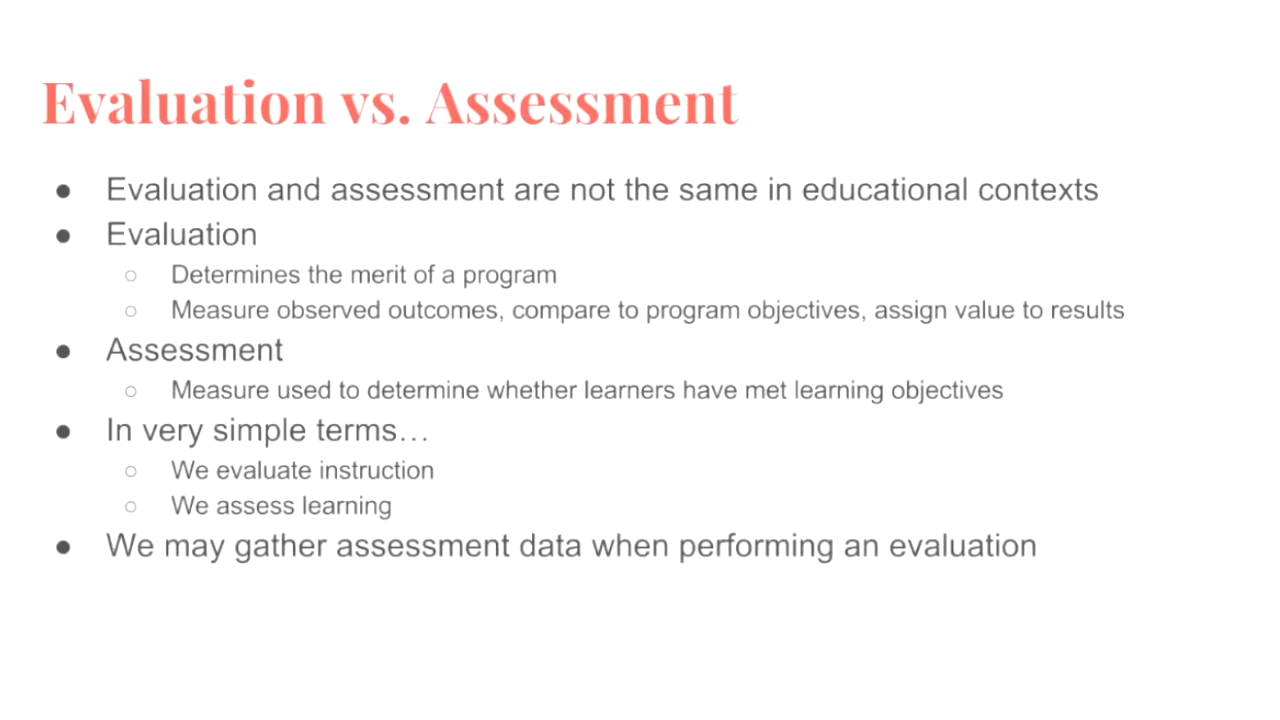 Evaluation vs. Assessment
● Evaluation and assessment are not the same in educational contexts
● Evaluation
○ Determines the merit of a program
○ Measure observed outcomes, compare to program objectives, assign value to results
● Assessment
○ Measure used to determine whether learners have met learning objectives
● In very simple terms…
○ We evaluate instruction
○ We assess learning
● We may gather assessment data when performing an evaluation